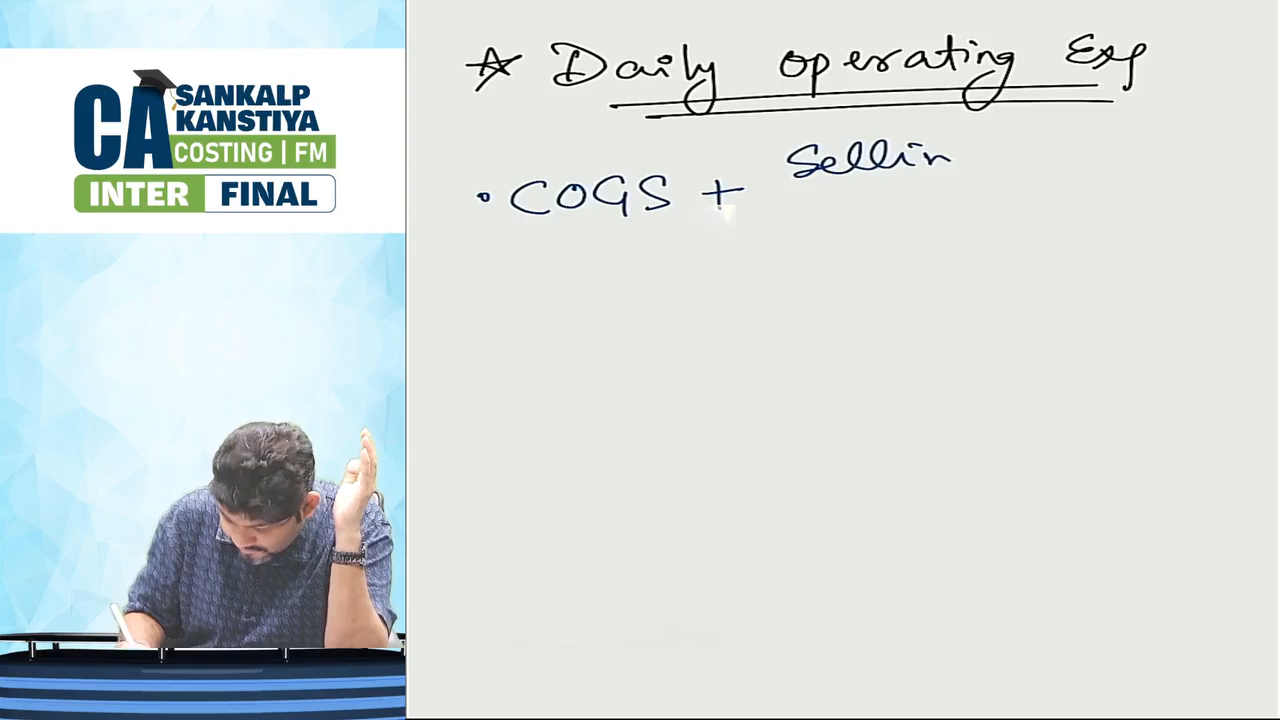 CA SANKALP KANSTIYA
COSTING | FM
INTER FINAL
☆ Daily operating Exp
• COGS + Sellin